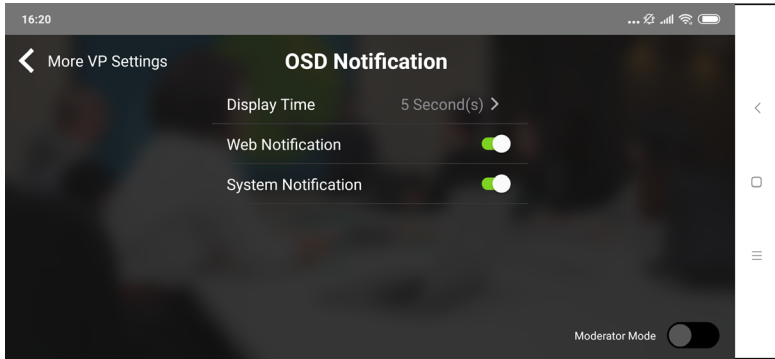 16:20
More VP Settings
OSD Notification
Display Time 5 Second(s)
Web Notification
System Notification
Moderator Mode